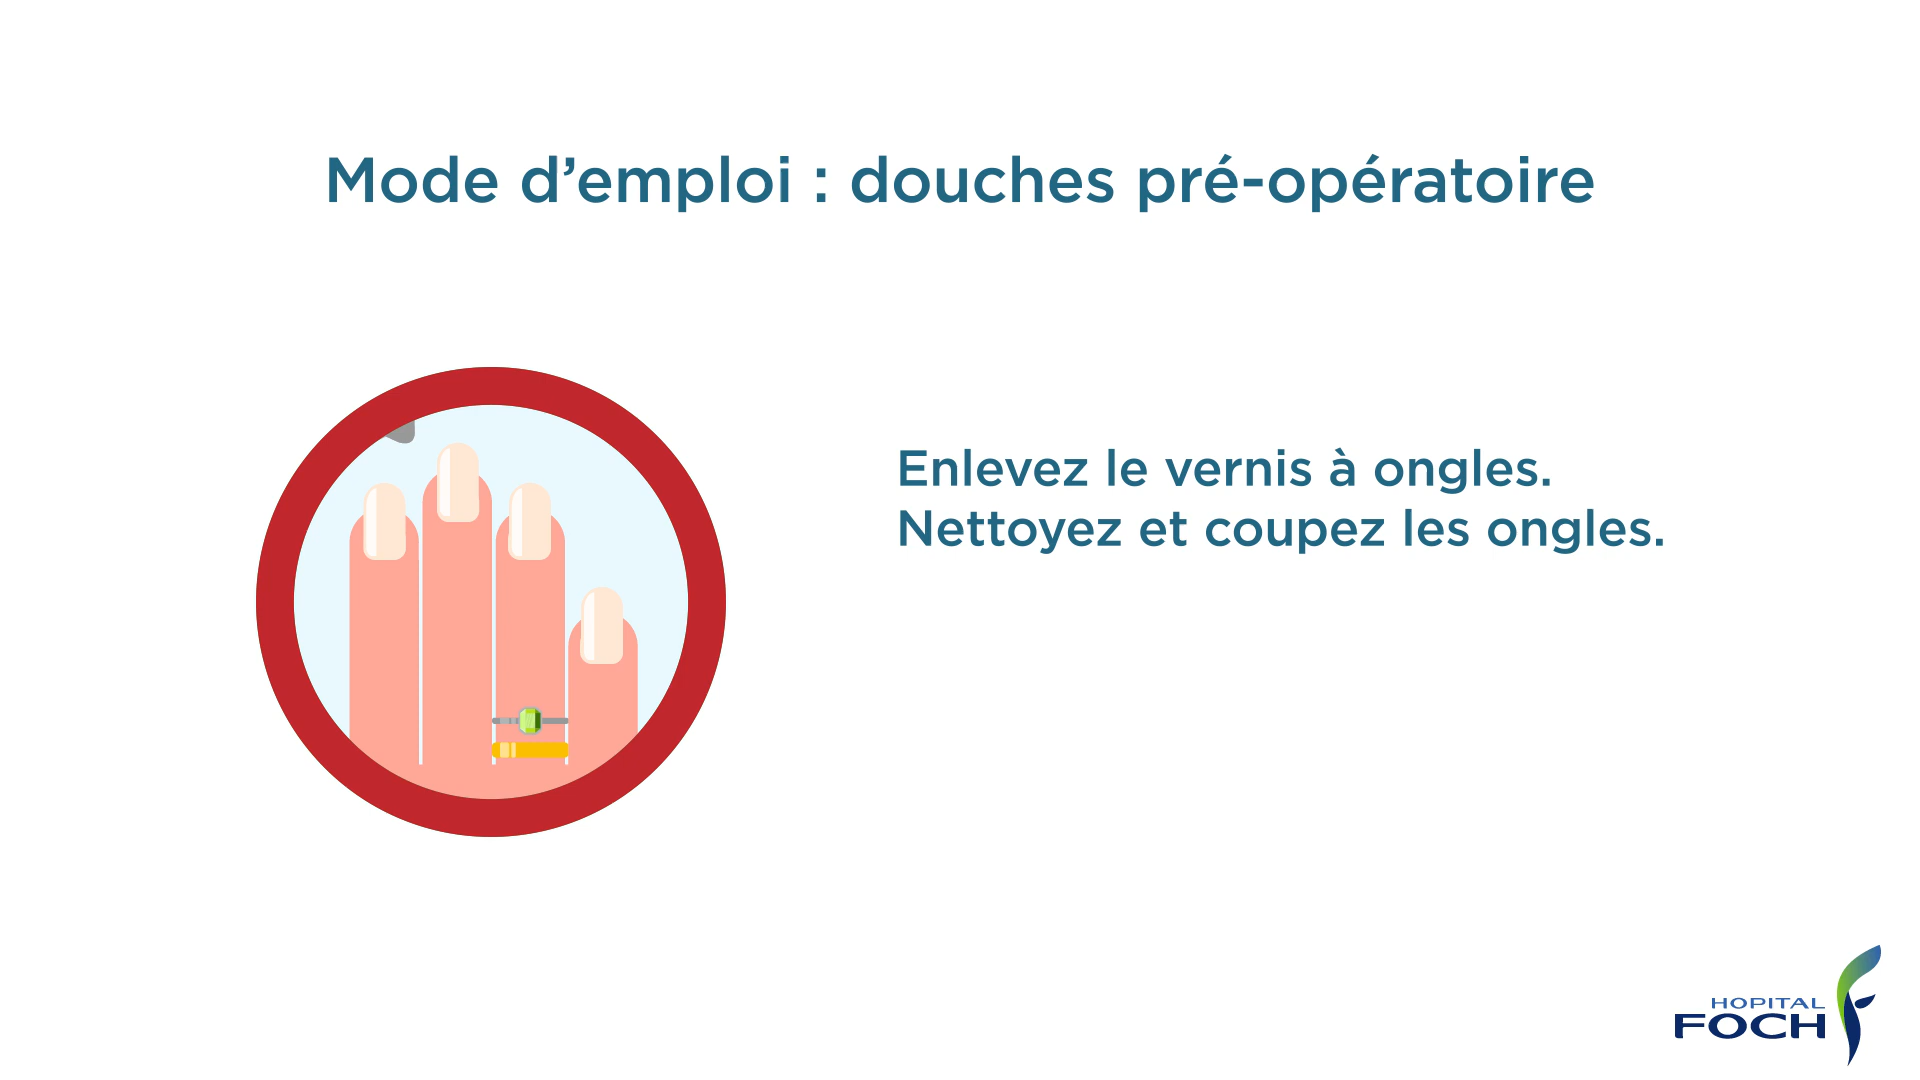 Mode d’emploi : douches pré-opératoire
Enlevez le vernis à ongles.
Nettoyez et coupez les ongles.
HOPITAL
FOCH